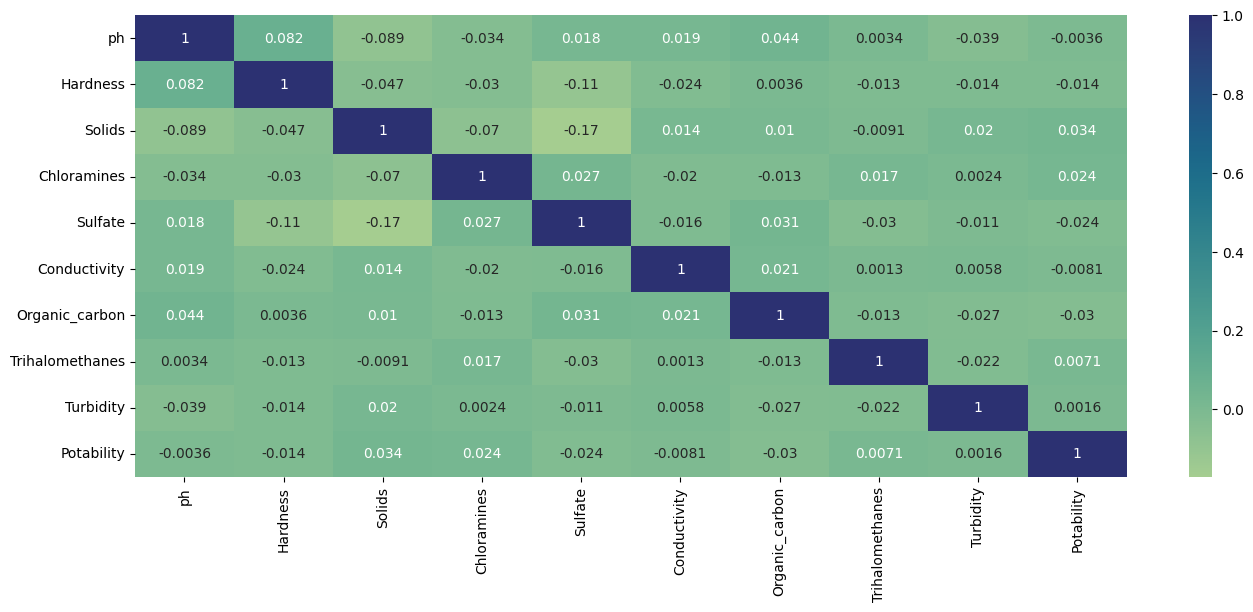 ph 1 0.082 -0.089 -0.034 0.018 0.019 0.044 0.0034 -0.039 -0.0036
Hardness 0.082 1 -0.047 -0.03 -0.11 -0.024 0.0036 -0.013 -0.014 -0.014
Solids -0.089 -0.047 1 -0.07 -0.17 0.014 0.01 -0.0091 0.02 0.034
Chloramines -0.034 -0.03 -0.07 1 0.027 -0.02 -0.013 0.017 0.0024 0.024
Sulfate 0.018 -0.11 -0.17 0.027 1 -0.016 0.031 -0.03 -0.011 -0.024
Conductivity 0.019 -0.024 0.014 -0.02 -0.016 1 0.021 0.0013 0.0058 -0.0081
Organic_carbon 0.044 0.0036 0.01 -0.013 0.031 0.021 1 -0.013 -0.027 -0.03
Trihalomethanes 0.0034 -0.013 -0.0091 0.017 -0.03 0.0013 -0.013 1 -0.022 0.0071
Turbidity -0.039 -0.014 0.02 0.0024 -0.011 0.0058 -0.027 -0.022 1 0.0016
Potability -0.0036 -0.014 0.034 0.024 -0.024 -0.0081 -0.03 0.0071 0.0016 1
ph Hardness Solids Chloramines Sulfate Conductivity Organic_carbon Trihalomethanes Turbidity Potability
1.0
0.8
0.6
0.4
0.2
0.0